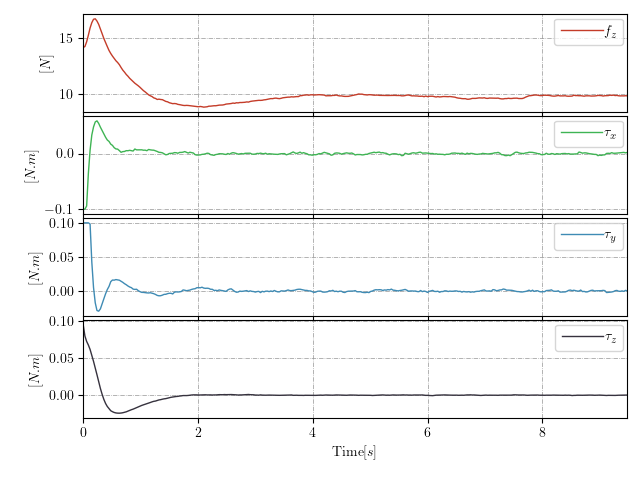 15
10
[N]
f_z
0.0
−0.1
[N.m]
τ_x
0.10
0.05
0.00
[N.m]
τ_y
0.10
0.05
0.00
[N.m]
τ_z
0 2 4 6 8
Time[s]